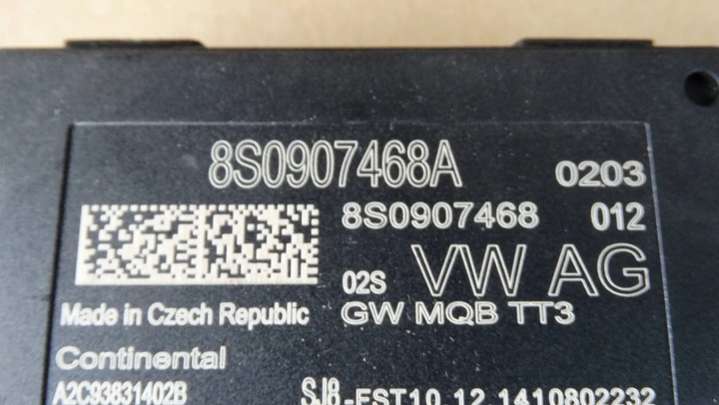 8S0907468A 0203
8S0907468 012
02S VW AG
Made in Czech Republic GW MQB TT3
Continental
A2C93831402B SJ8-FST10 12 1410802232